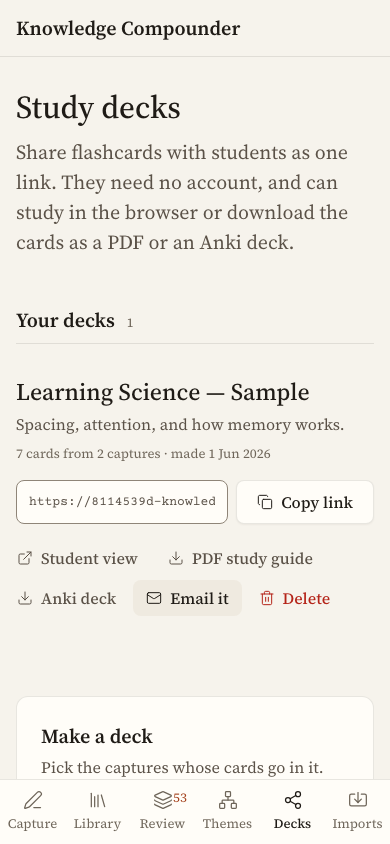 Knowledge Compounder
Study decks
Share flashcards with students as one
link. They need no account, and can
study in the browser or download the
cards as a PDF or an Anki deck.
Your decks 1
Learning Science — Sample
Spacing, attention, and how memory works.
7 cards from 2 captures · made 1 Jun 2026
https://8114539d-knowled
Copy link
Student view PDF study guide
Anki deck Email it Delete
Make a deck
Pick the captures whose cards go in it.
53
Capture Library Review Themes Decks Imports